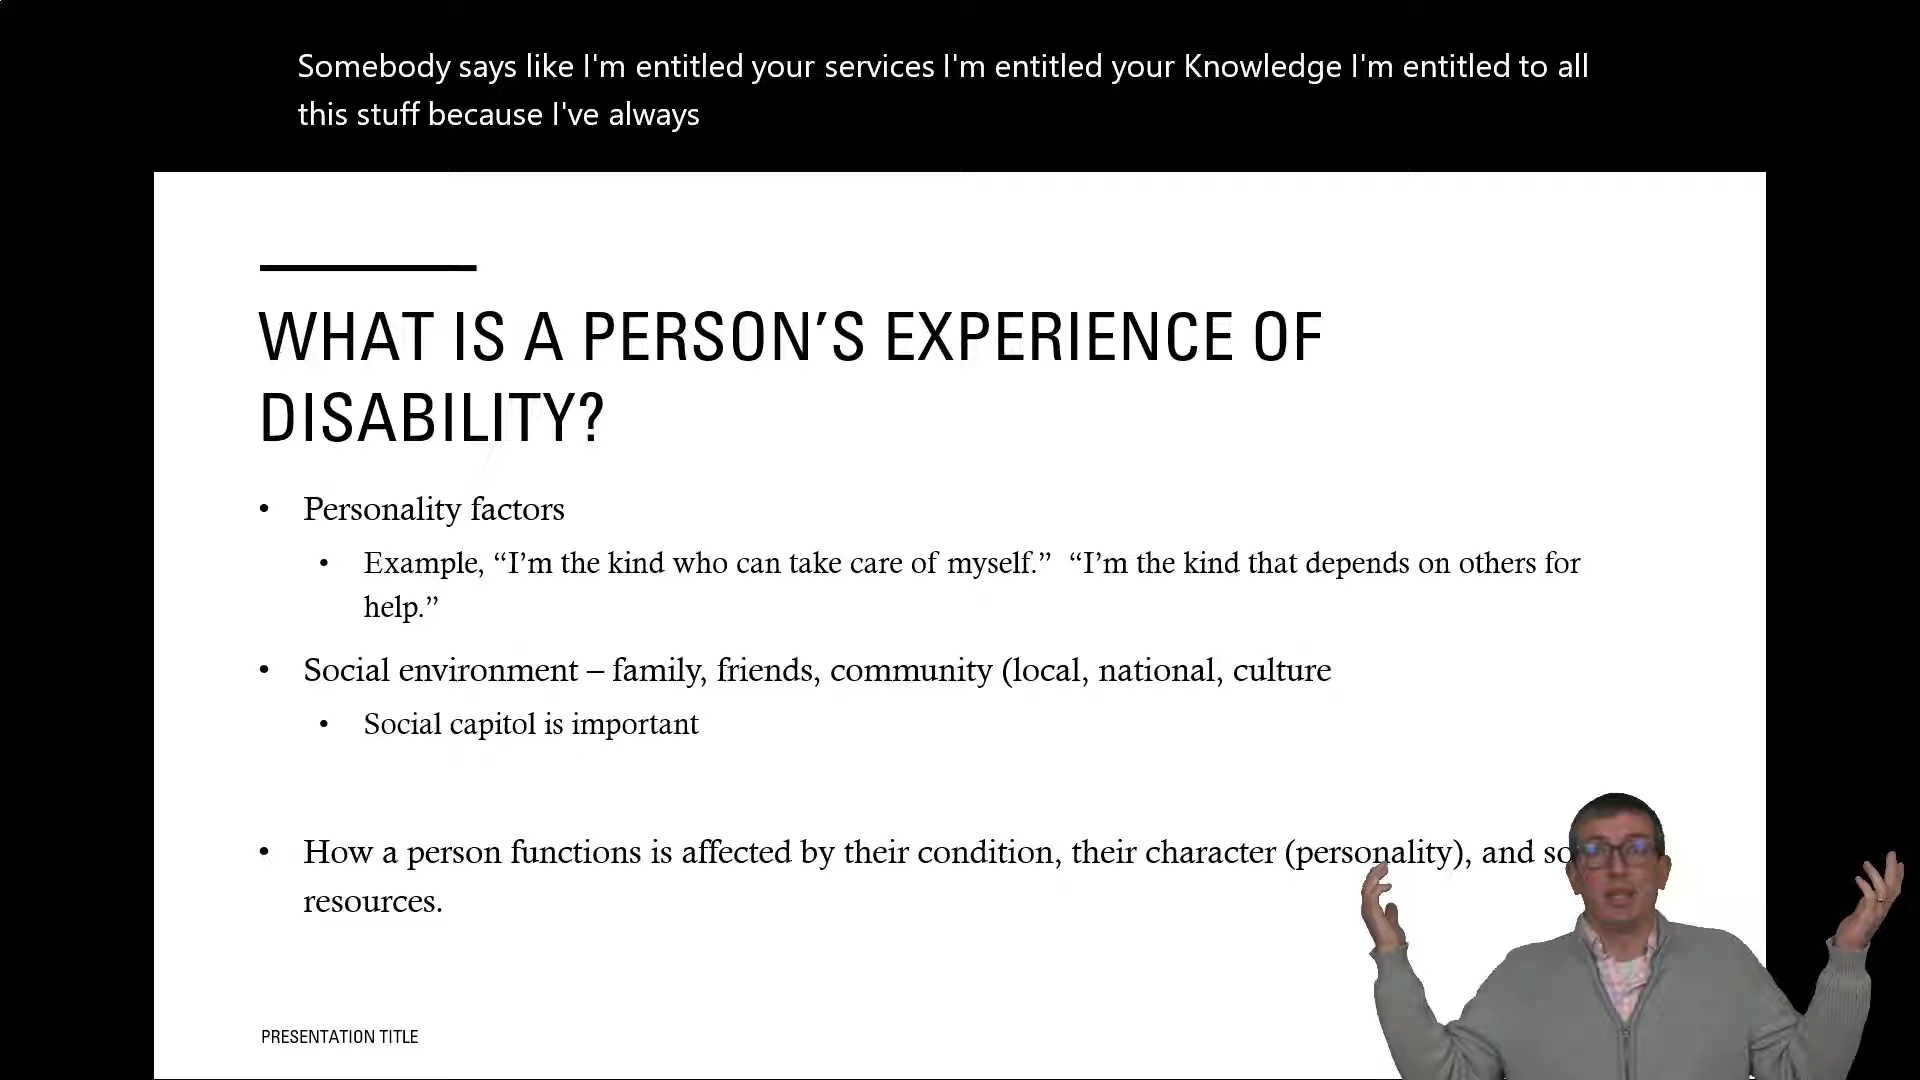 Somebody says like I'm entitled your services I'm entitled your Knowledge I'm entitled to all
this stuff because I've always
WHAT IS A PERSON’S EXPERIENCE OF
DISABILITY?
• Personality factors
• Example, “I’m the kind who can take care of myself.” “I’m the kind that depends on others for
help.”
• Social environment – family, friends, community (local, national, culture
• Social capitol is important
• How a person functions is affected by their condition, their character (personality), and
resources.
PRESENTATION TITLE